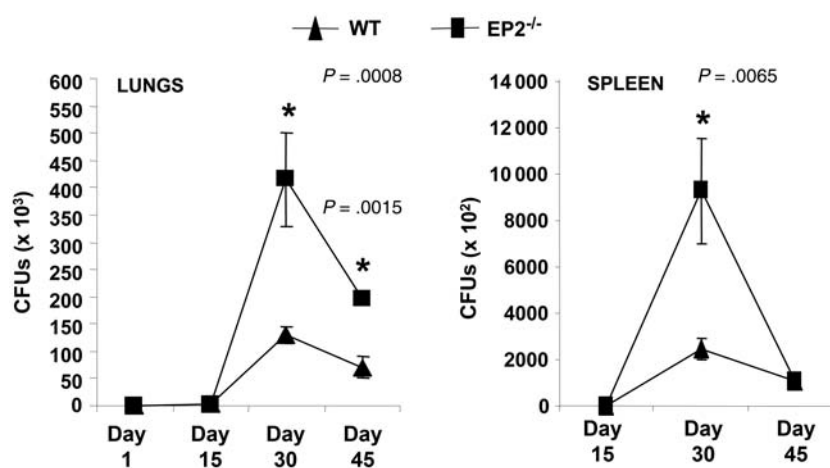 WT EP2-/-
LUNGS
P = .0008
*
P = .0015
*
CFUs (x 10³)
600
550
500
450
400
350
300
250
200
150
100
50
0
Day 1
Day 15
Day 30
Day 45
SPLEEN
P = .0065
*
CFUs (x 10²)
14 000
12 000
10 000
8000
6000
4000
2000
0
Day 15
Day 30
Day 45